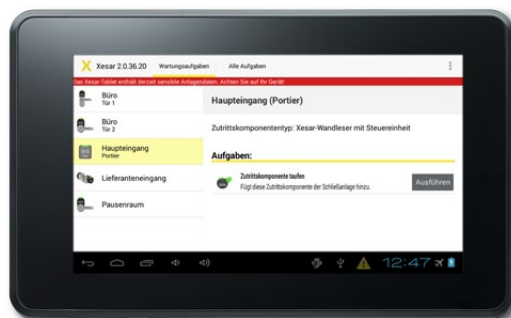 Xesar 2.0.36.20
Wartungsaufgaben
Alle Aufgaben
Das Xesar-Tablet enthält derzeit sensible Anlagendaten. Achten Sie auf Ihr Gerät!
Büro
Tür 1
Büro
Tür 2
Haupteingang
Portier
Lieferanteneingang
Pausenraum
Haupteingang (Portier)
Zutrittskomponententyp: Xesar-Wandleser mit Steuereinheit
Aufgaben:
Zutrittskomponente taufen
Fügt diese Zutrittskomponente der Schließanlage hinzu.
Ausführen
12:47